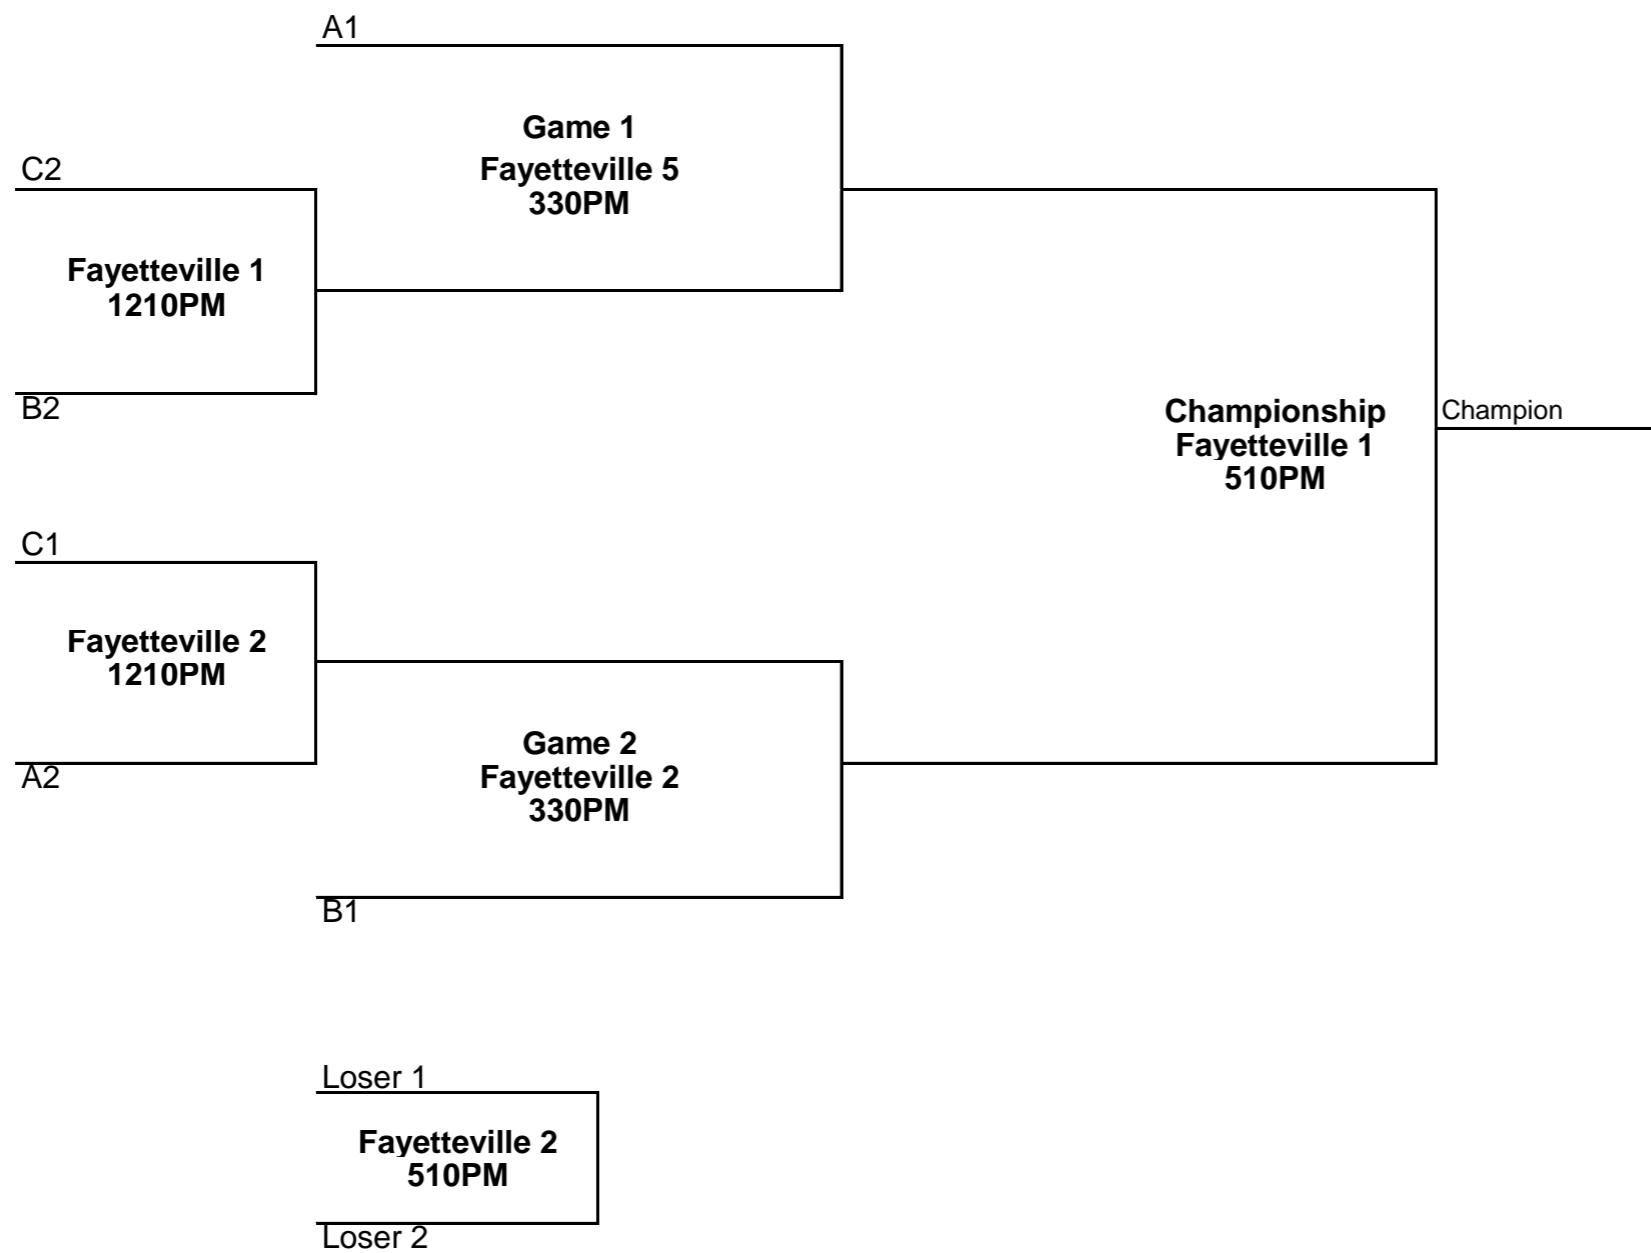 A1
Game 1
Fayetteville 5
330PM
C2
Fayetteville 1
1210PM
B2
Championship
Fayetteville 1
510PM
Champion
C1
Fayetteville 2
1210PM
A2
Game 2
Fayetteville 2
330PM
B1
Loser 1
Fayetteville 2
510PM
Loser 2